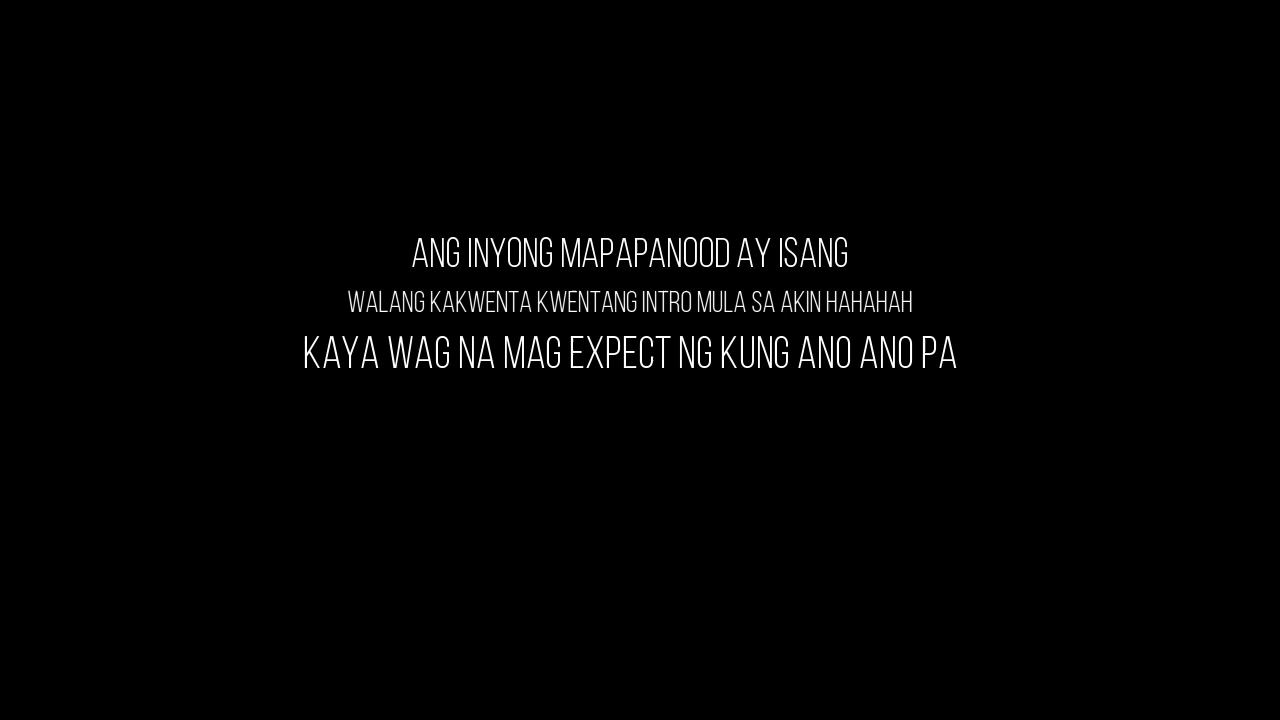 ANG INYONG MAPAPANOOD AY ISANG
WALANG KAKWENTA KWENTANG INTRO MULA SA AKIN HAHAHAH
KAYA WAG NA MAG EXPECT NG KUNG ANO ANO PA